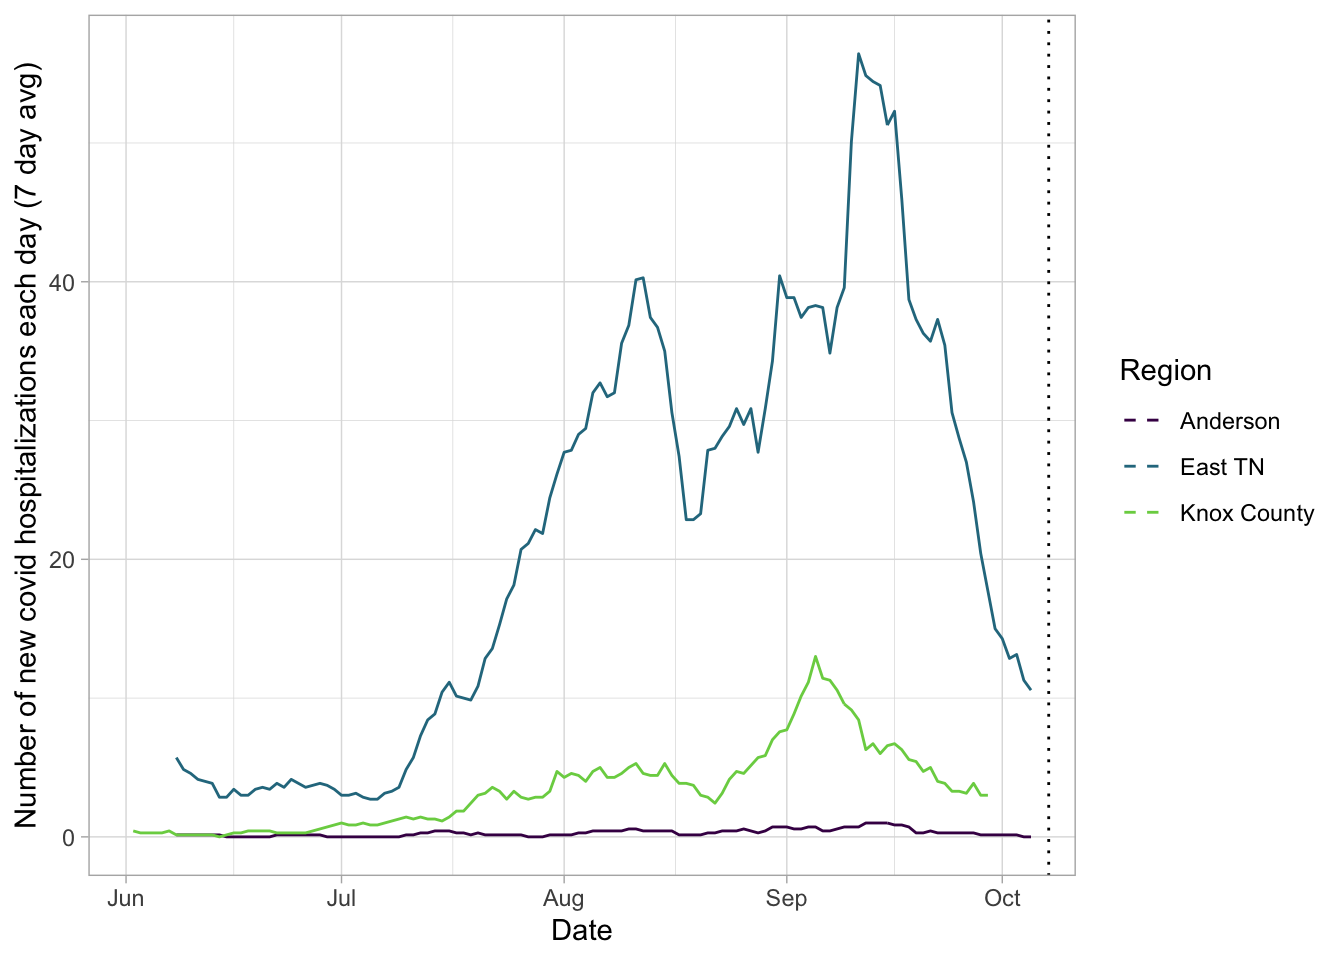 Number of new covid hospitalizations each day (7 day avg)
40
20
0
Jun
Jul
Aug
Sep
Oct
Date
Region
Anderson
East TN
Knox County